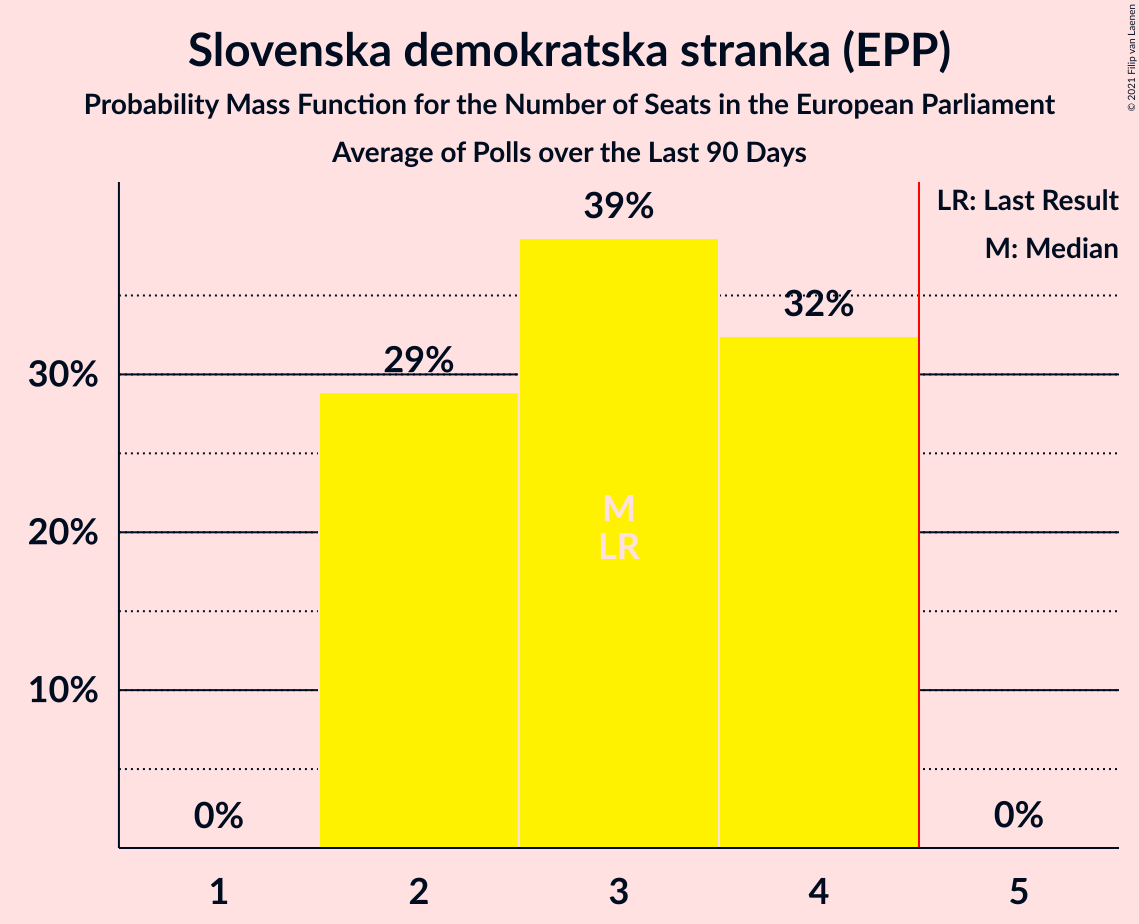 Slovenska demokratska stranka (EPP)
Probability Mass Function for the Number of Seats in the European Parliament
Average of Polls over the Last 90 Days
© 2021 Filip van Laenen
LR: Last Result
M: Median
39%
32%
29%
30%
20%
10%
M
LR
0%
0%
1
2
3
4
5